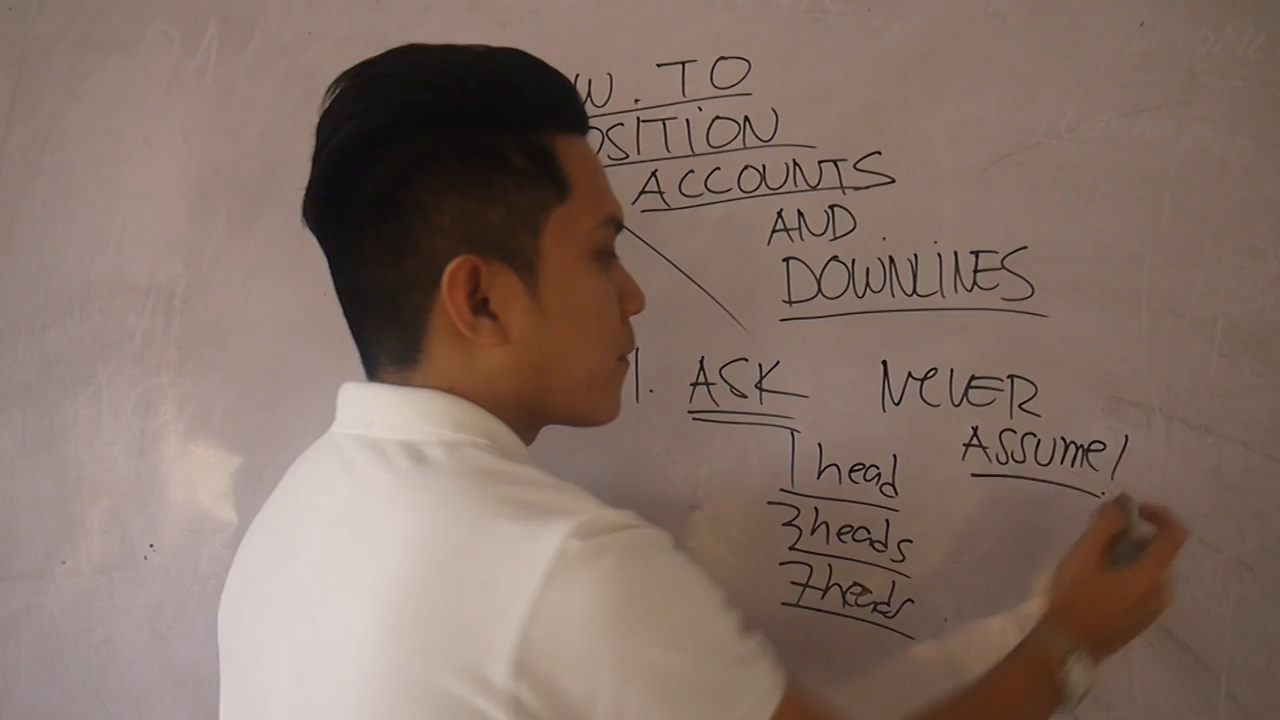 W. TO
OSITION
ACCOUNTS
AND
DOWNLINES
1. ASK NEVER
ASSUME!
1 head
3 heads
7 heads